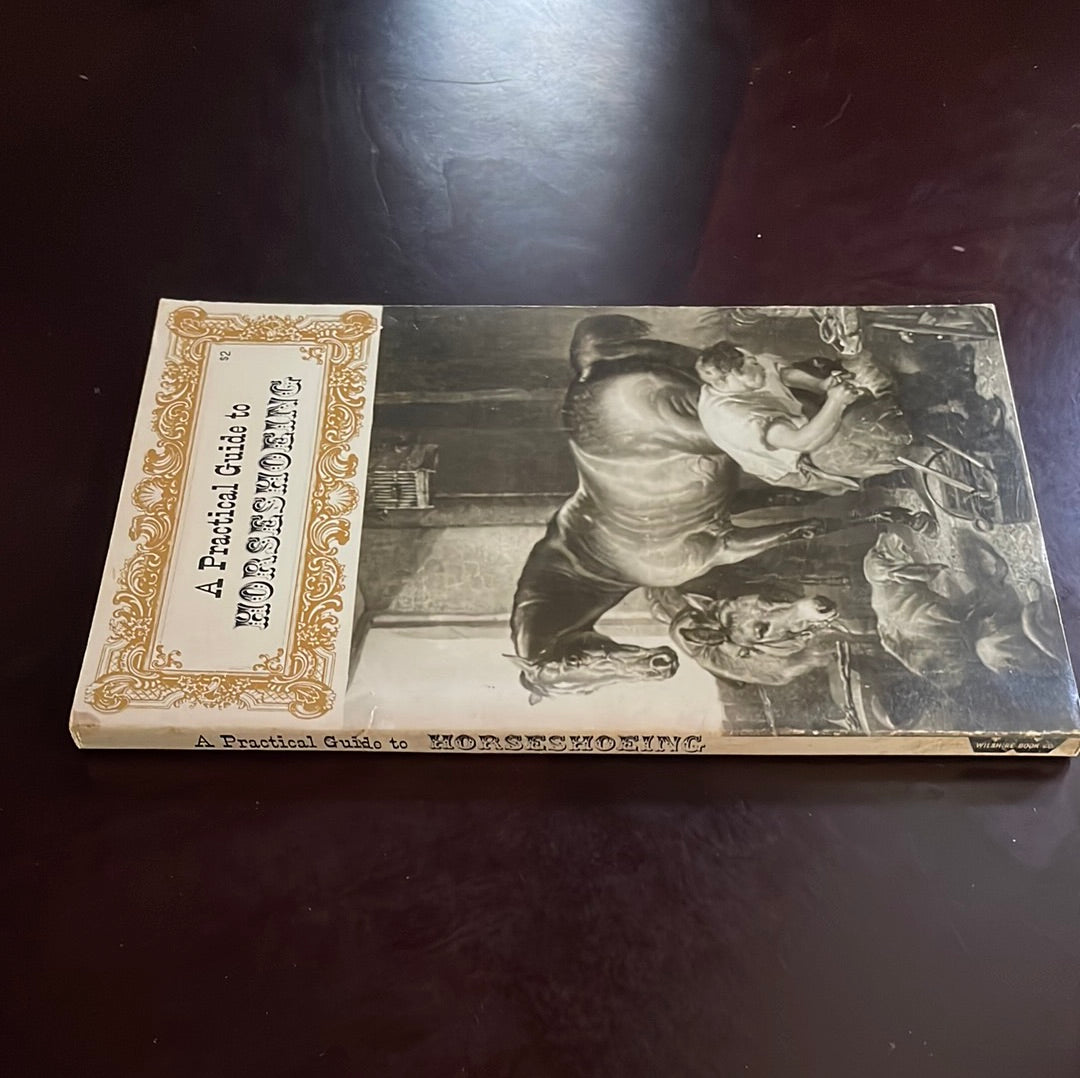 $2
A Practical Guide to
HORSESHOEING
A Practical Guide to HORSESHOEING WILSHIRE BOOK CO.